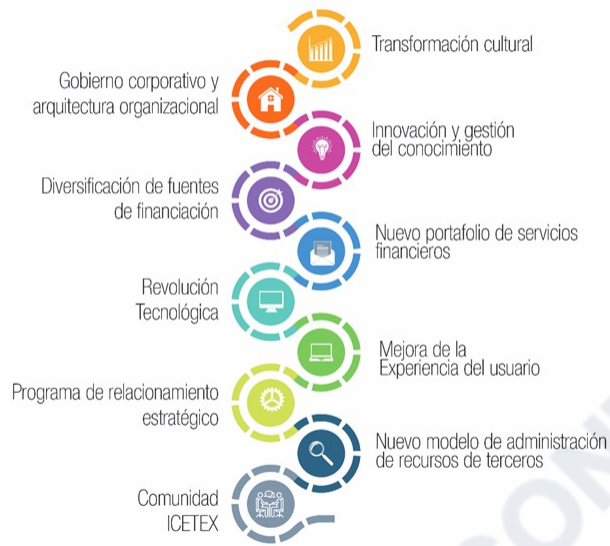 Transformación cultural
Gobierno corporativo y
arquitectura organizacional
Innovación y gestión
del conocimiento
Diversificación de fuentes
de financiación
Nuevo portafolio de servicios
financieros
Revolución
Tecnológica
Mejora de la
Experiencia del usuario
Programa de relacionamiento
estratégico
Nuevo modelo de administración
de recursos de terceros
Comunidad
ICETEX